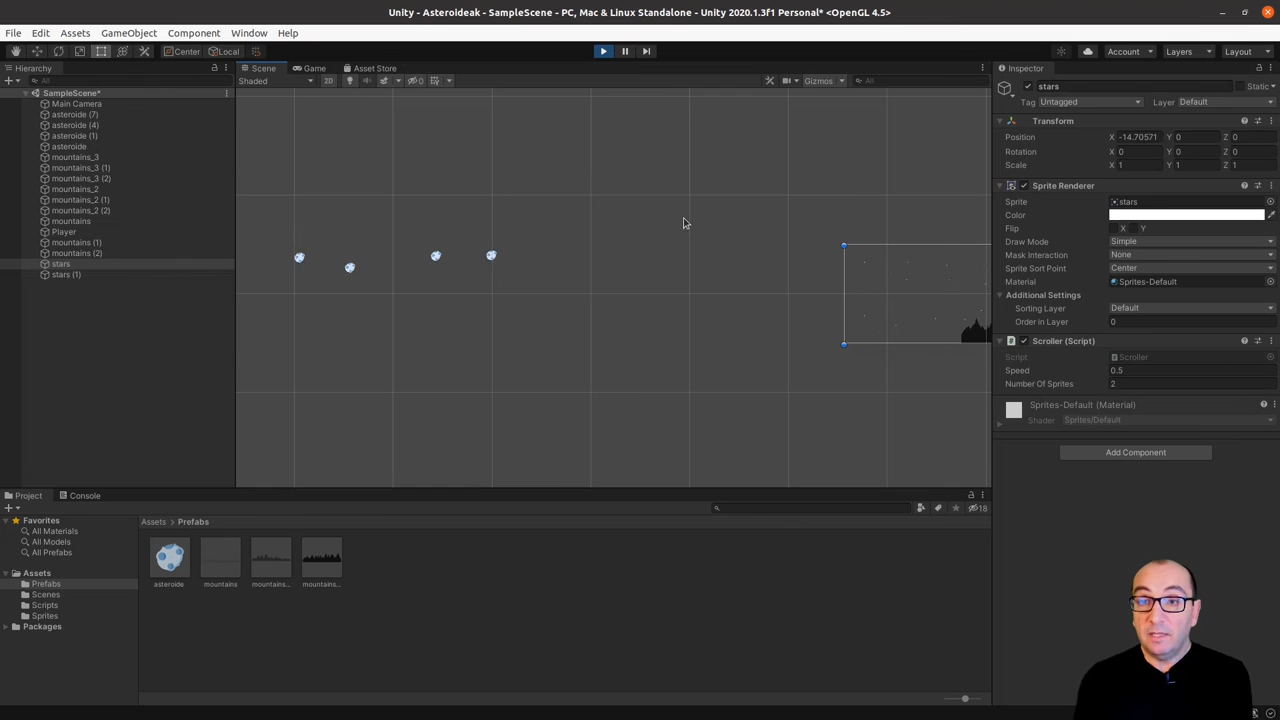 Unity - Asteroideak - SampleScene - PC, Mac & Linux Standalone - Unity 2020.1.3f1 Personal* <OpenGL 4.5>
File Edit Assets GameObject Component Window Help
Center Local
Account Layers Layout
Hierarchy
All
SampleScene*
Main Camera
asteroide (7)
asteroide (4)
asteroide (1)
asteroide
mountains_3
mountains_3 (1)
mountains_3 (2)
mountains_2
mountains_2 (1)
mountains_2 (2)
mountains
Player
mountains (1)
mountains (2)
stars
stars (1)
Scene Game Asset Store
Shaded 2D 0 Gizmos All
Inspector
stars Static
Tag Untagged Layer Default
Transform
Position X -14.70571 Y 0 Z 0
Rotation X 0 Y 0 Z 0
Scale X 1 Y 1 Z 1
Sprite Renderer
Sprite stars
Color
Flip X Y
Draw Mode Simple
Mask Interaction None
Sprite Sort Point Center
Material Sprites-Default
Additional Settings
Sorting Layer Default
Order in Layer 0
Scroller (Script)
Script Scroller
Speed 0.5
Number Of Sprites 2
Sprites-Default (Material)
Shader Sprites/Default
Add Component
Project Console
18
Favorites
All Materials
All Models
All Prefabs
Assets
Prefabs
Scenes
Scripts
Sprites
Packages
Assets > Prefabs
asteroide mountains mountains... mountains...